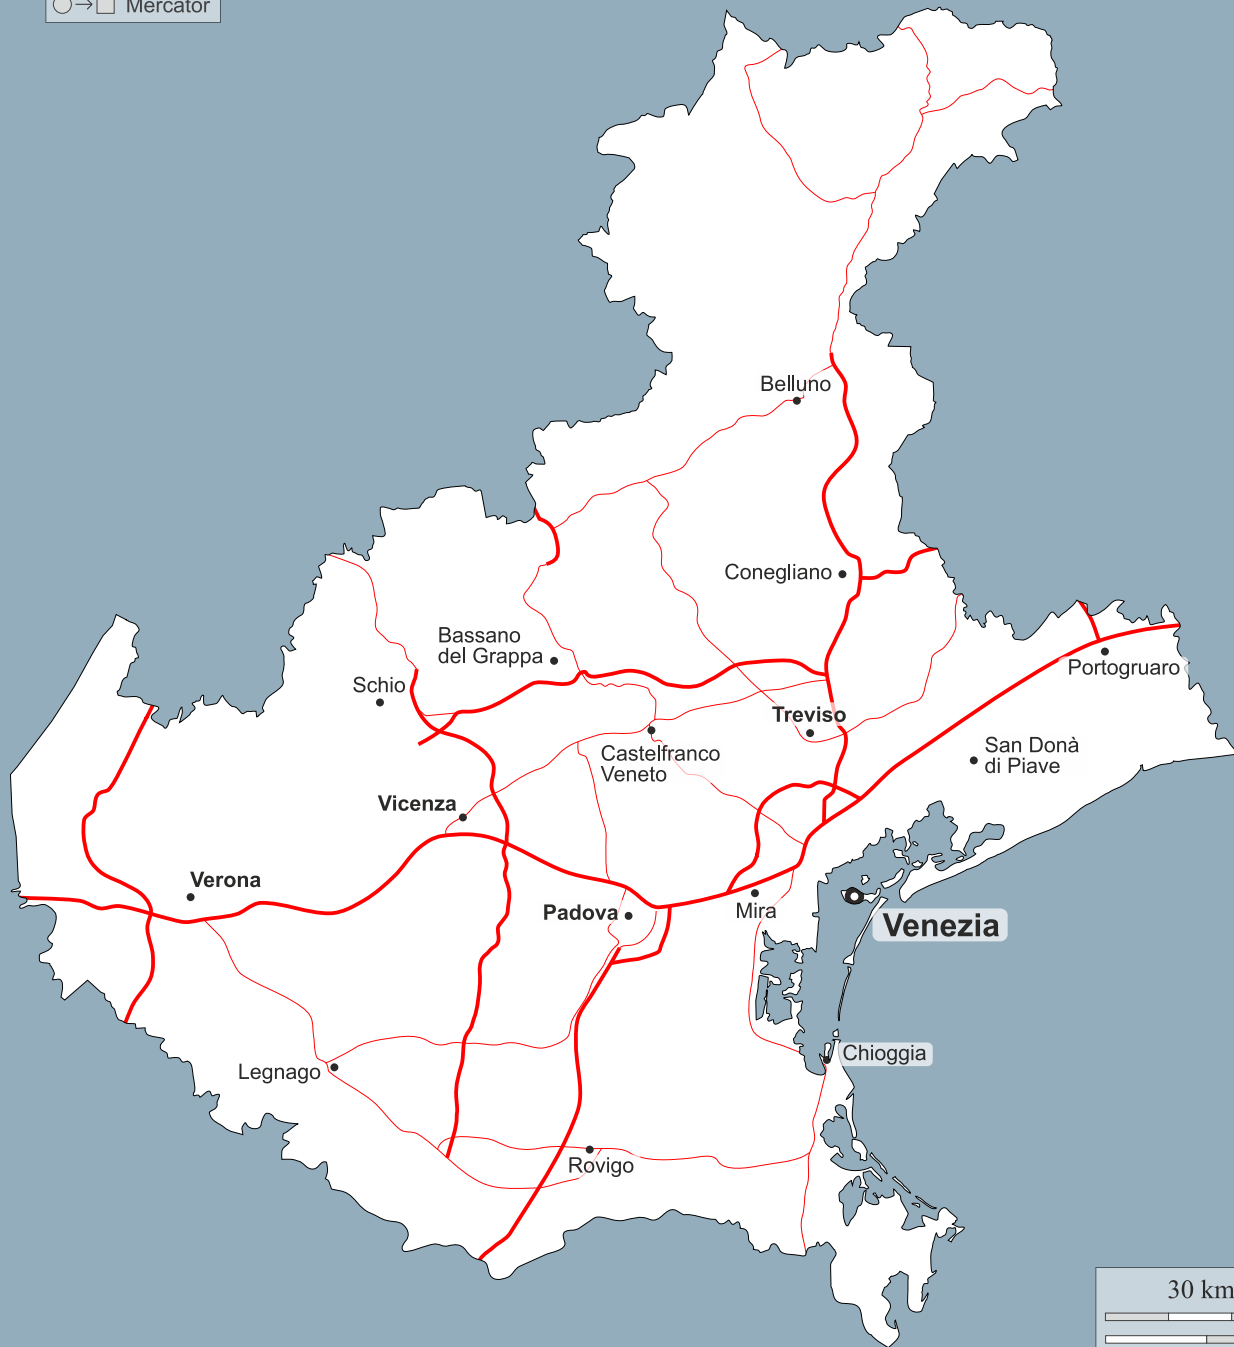 Mercator
Belluno
Conegliano
Bassano
del Grappa
Schio
Portogruaro
Treviso
Castelfranco
Veneto
San Donà
di Piave
Vicenza
Verona
Padova
Mira
Venezia
Chioggia
Legnago
Rovigo
30 km